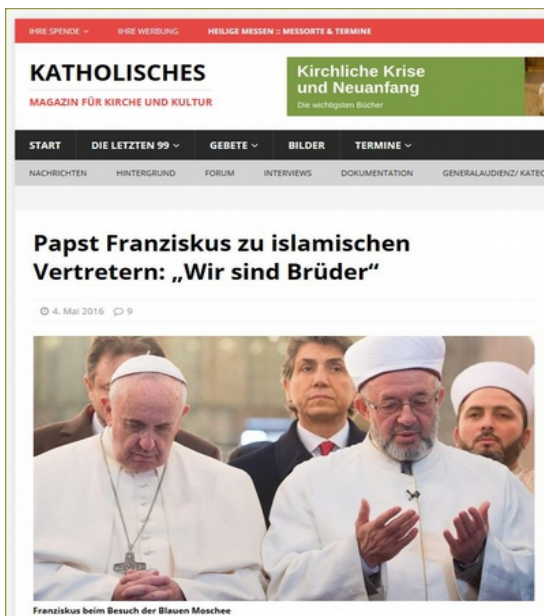 IHRE SPENDE IHRE WERBUNG HEILIGE MESSEN :: MESSORTE & TERMINE
KATHOLISCHES
MAGAZIN FÜR KIRCHE UND KULTUR
Kirchliche Krise
und Neuanfang
Die wichtigsten Bücher
START DIE LETZTEN 99 GEBETE BILDER TERMINE
NACHRICHTEN HINTERGRUND FORUM INTERVIEWS DOKUMENTATION GENERALAUDIENZ/ KATEC
Papst Franziskus zu islamischen
Vertretern: „Wir sind Brüder“
4. Mai 2016 9
Franziskus beim Besuch der Blauen Moschee